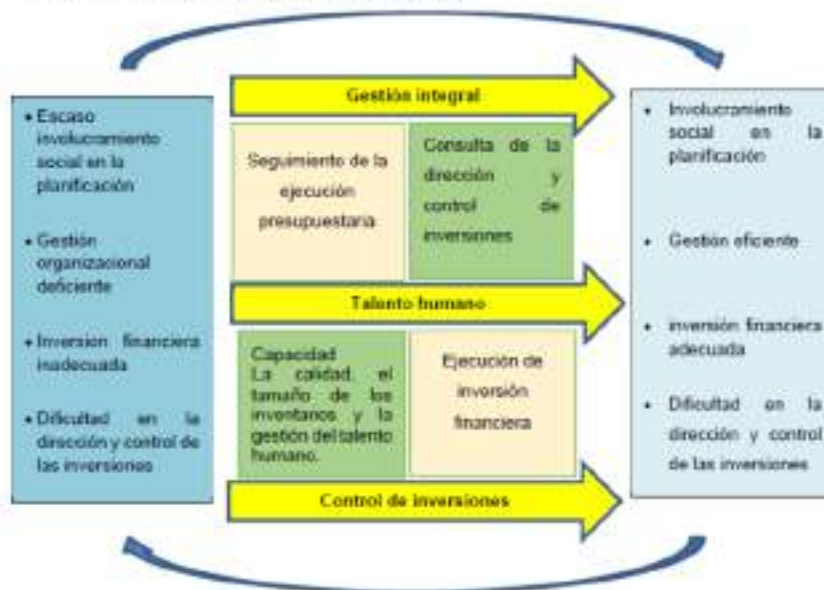 • Escaso
involucramiento
social en la
planificación
• Gestión
organizacional
deficiente
• Inversion financiera
inadecuada
• Dificultad en la
dirección y control de
las inversiones
Gestión integral
Seguimiento de la
ejecución
presupuestaria
Consulta de la
dirección y
control de
inversiones
Talento humano
Capacidad
La calidad, el
tamaño de los
inventarios y la
gestión del talento
humano.
Ejecución de
inversión
financiera
Control de inversiones
• Involucramiento
social en la
planificación
• Gestión eficiente
• inversión financiera
adecuada
• Dificultad en la
dirección y control
de las inversiones